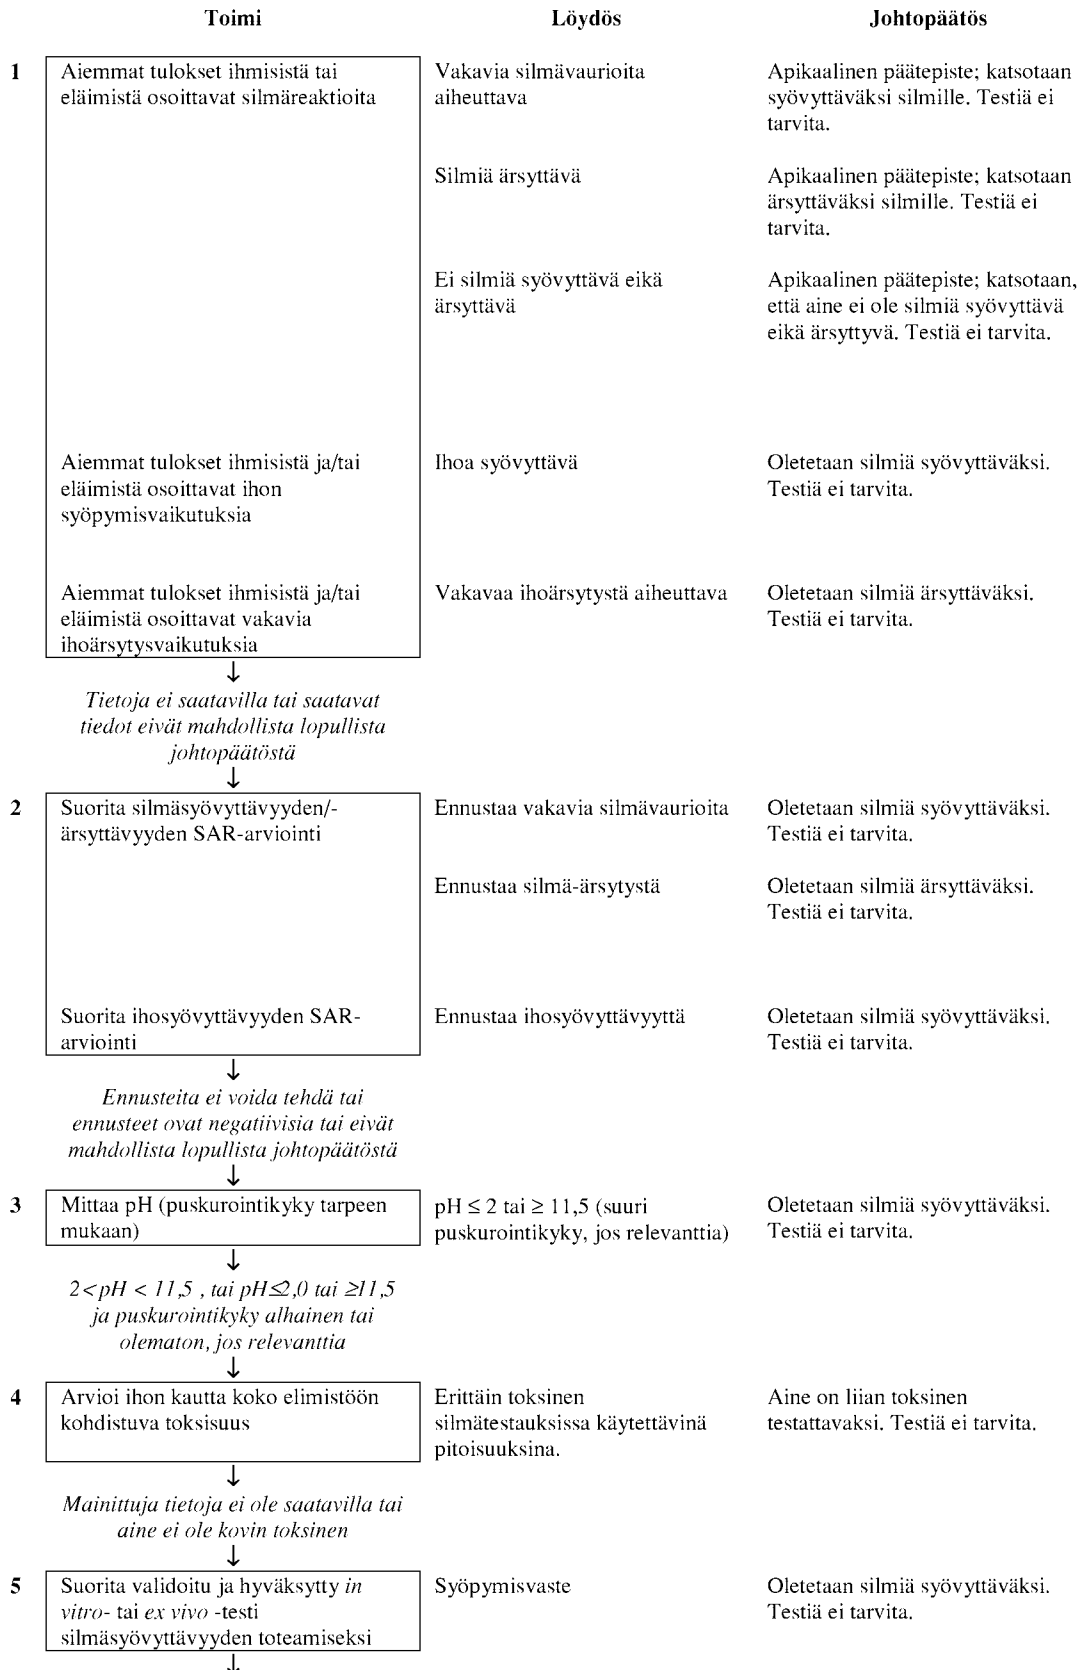 Toimi Löydös Johtopäätös
1 Aiemmat tulokset ihmisistä tai Vakavia silmävaurioita Apikaalinen päätepiste; katsotaan
eläimistä osoittavat silmäreaktioita aiheuttava syövyttäväksi silmille. Testiä ei
tarvita.
Silmiä ärsyttävä Apikaalinen päätepiste; katsotaan
ärsyttäväksi silmille. Testiä ei
tarvita.
Ei silmiä syövyttävä eikä Apikaalinen päätepiste; katsotaan,
ärsyttävä että aine ei ole silmiä syövyttävä
eikä ärsyttyvä. Testiä ei tarvita.
Aiemmat tulokset ihmisistä ja/tai Ihoa syövyttävä Oletetaan silmiä syövyttäväksi.
eläimistä osoittavat ihon Testiä ei tarvita.
syöpymisvaikutuksia
Aiemmat tulokset ihmisistä ja/tai Vakavaa ihoärsytystä aiheuttava Oletetaan silmiä ärsyttäväksi.
eläimistä osoittavat vakavia Testiä ei tarvita.
ihoärsytysvaikutuksia
↓
Tietoja ei saatavilla tai saatavat
tiedot eivät mahdollista lopullista
johtopäätöstä
↓
2 Suorita silmäsyövyttävyyden/- Ennustaa vakavia silmävaurioita Oletetaan silmiä syövyttäväksi.
ärsyttävyyden SAR-arviointi Testiä ei tarvita.
Ennustaa silmä-ärsytystä Oletetaan silmiä ärsyttäväksi.
Testiä ei tarvita.
Suorita ihosyövyttävyyden SAR- Ennustaa ihosyövyttävyyttä Oletetaan silmiä syövyttäväksi.
arviointi Testiä ei tarvita.
↓
Ennusteita ei voida tehdä tai
ennusteet ovat negatiivisia tai eivät
mahdollista lopullista johtopäätöstä
↓
3 Mittaa pH (puskurointikyky tarpeen pH ≤ 2 tai ≥ 11,5 (suuri Oletetaan silmiä syövyttäväksi.
mukaan) puskurointikyky, jos relevanttia) Testiä ei tarvita.
↓
2<pH < 11,5 , tai pH≤2,0 tai ≥11,5
ja puskurointikyky alhainen tai
olematon, jos relevanttia
↓
4 Arvioi ihon kautta koko elimistöön Erittäin toksinen Aine on liian toksinen
kohdistuva toksisuus silmätestauksissa käytettävinä testattavaksi. Testiä ei tarvita.
pitoisuuksina.
↓
Mainittuja tietoja ei ole saatavilla tai
aine ei ole kovin toksinen
↓
5 Suorita validoitu ja hyväksytty in Syöpymisvaste Oletetaan silmiä syövyttäväksi.
vitro- tai ex vivo -testi Testiä ei tarvita.
silmäsyövyttävyyden toteamiseksi
↓